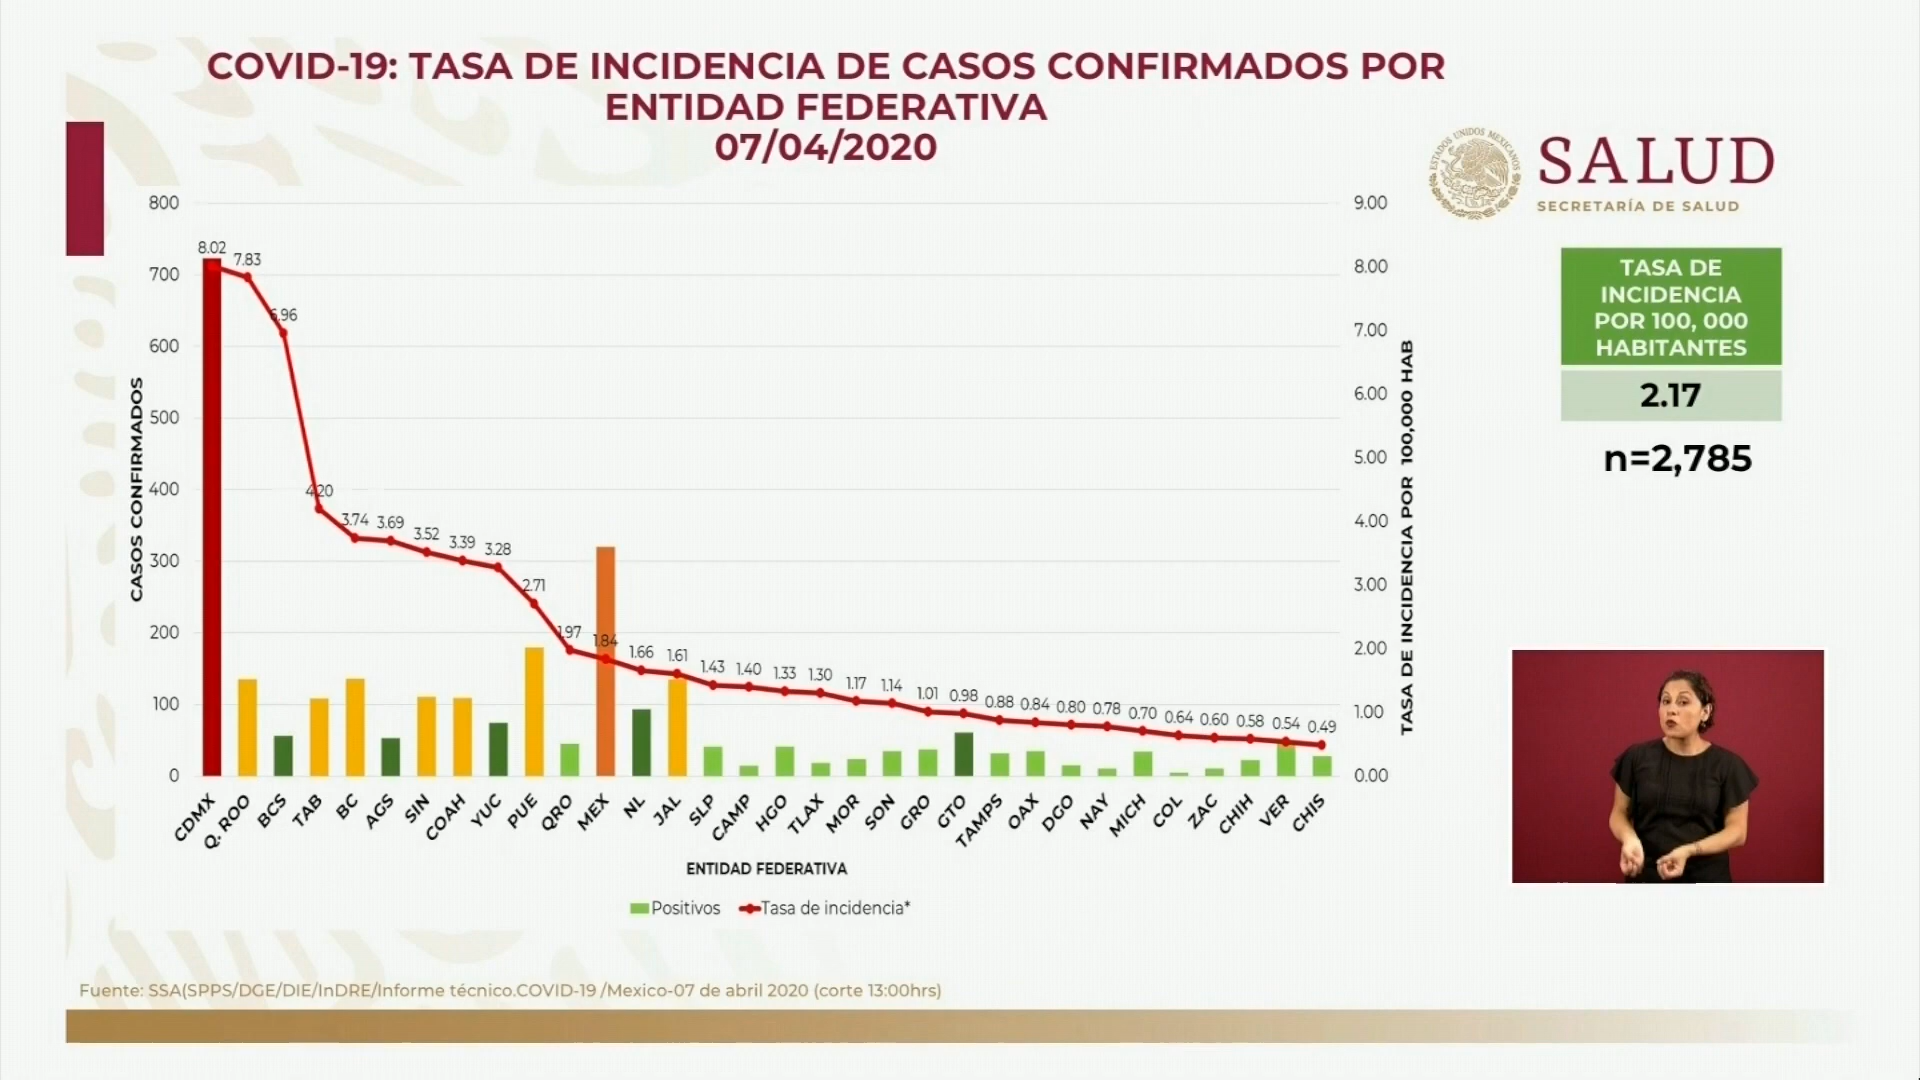 COVID-19: TASA DE INCIDENCIA DE CASOS CONFIRMADOS POR
ENTIDAD FEDERATIVA
07/04/2020
ESTADOS UNIDOS MEXICANOS
SALUD
SECRETARÍA DE SALUD
TASA DE
INCIDENCIA
POR 100, 000
HABITANTES
2.17
n=2,785
CASOS CONFIRMADOS
800
700
600
500
400
300
200
100
0
8.02 7.83 6.96 4.20 3.74 3.69 3.52 3.39 3.28 2.71 1.97 1.84 1.66 1.61 1.43 1.40 1.33 1.30 1.17 1.14 1.01 0.98 0.88 0.84 0.80 0.78 0.70 0.64 0.60 0.58 0.54 0.49
9.00
8.00
7.00
6.00
5.00
4.00
3.00
2.00
1.00
0.00
TASA DE INCIDENCIA POR 100,000 HAB
CDMX Q. ROO BCS TAB BC AGS SIN COAH YUC PUE QRO MEX NL JAL SLP CAMP HGO TLAX MOR SON GRO GTO TAMPS OAX DGO NAY MICH COL ZAC CHIH VER CHIS
ENTIDAD FEDERATIVA
Positivos Tasa de incidencia*
Fuente: SSA(SPPS/DGE/DIE/InDRE/Informe técnico.COVID-19 /Mexico-07 de abril 2020 (corte 13:00hrs)